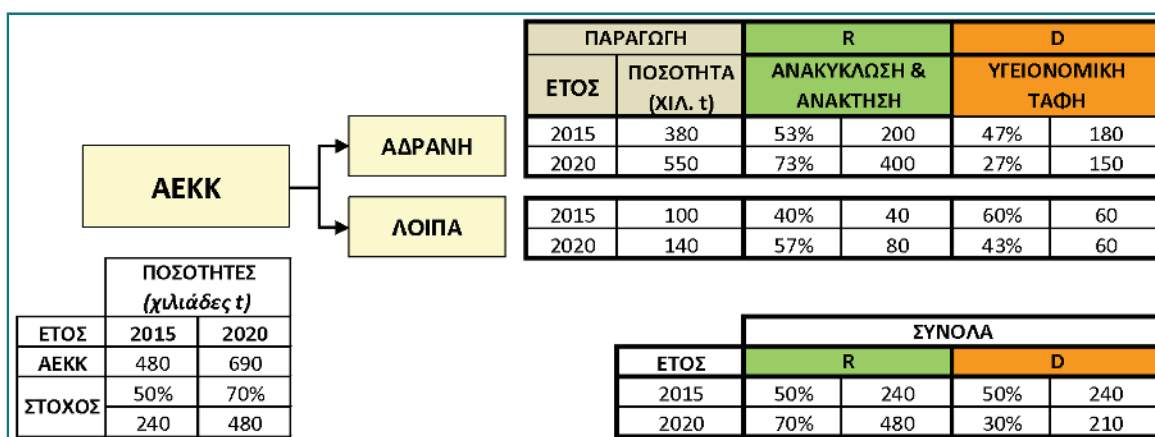 ΠΑΡΑΓΩΓΗ R D
ΕΤΟΣ ΠΟΣΟΤΗΤΑ (ΧΙΛ. t) ΑΝΑΚΥΚΛΩΣΗ & ΑΝΑΚΤΗΣΗ ΥΓΕΙΟΝΟΜΙΚΗ ΤΑΦΗ
ΑΕΚΚ
ΑΔΡΑΝΗ
2015 380 53% 200 47% 180
2020 550 73% 400 27% 150
ΛΟΙΠΑ
2015 100 40% 40 60% 60
2020 140 57% 80 43% 60
ΠΟΣΟΤΗΤΕΣ
(χιλιάδες t)
ΕΤΟΣ 2015 2020
ΑΕΚΚ 480 690
ΣΤΟΧΟΣ 50% 70%
240 480
ΣΥΝΟΛΑ
ΕΤΟΣ R D
2015 50% 240 50% 240
2020 70% 480 30% 210